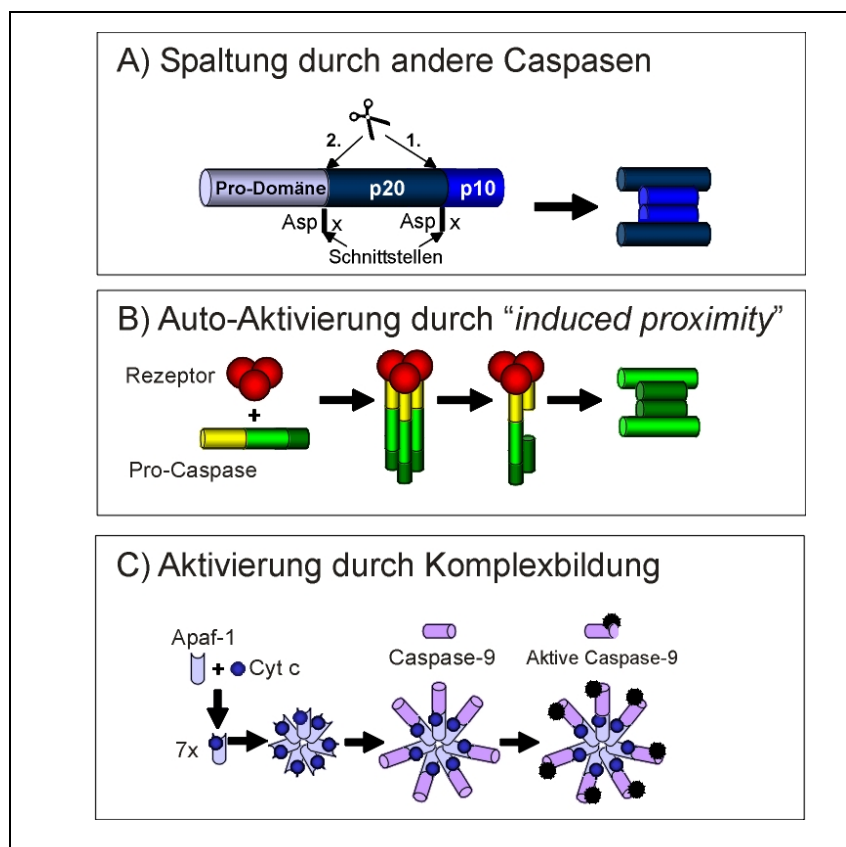 A) Spaltung durch andere Caspasen
2. 1.
Pro-Domäne p20 p10
Asp x Asp x
Schnittstellen
B) Auto-Aktivierung durch “induced proximity”
Rezeptor
+
Pro-Caspase
C) Aktivierung durch Komplexbildung
Apaf-1
+ Cyt c
Caspase-9
Aktive Caspase-9
7x